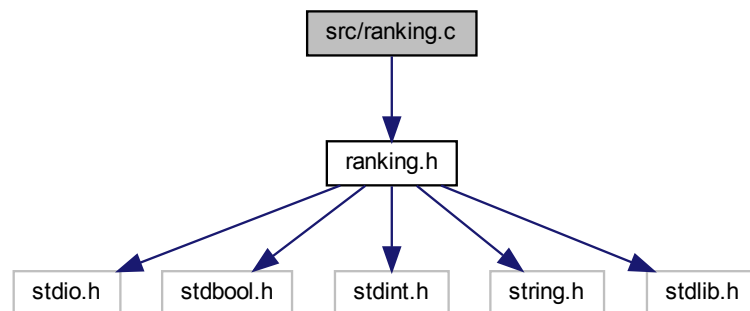 src/ranking.c
ranking.h
stdio.h
stdbool.h
stdint.h
string.h
stdlib.h